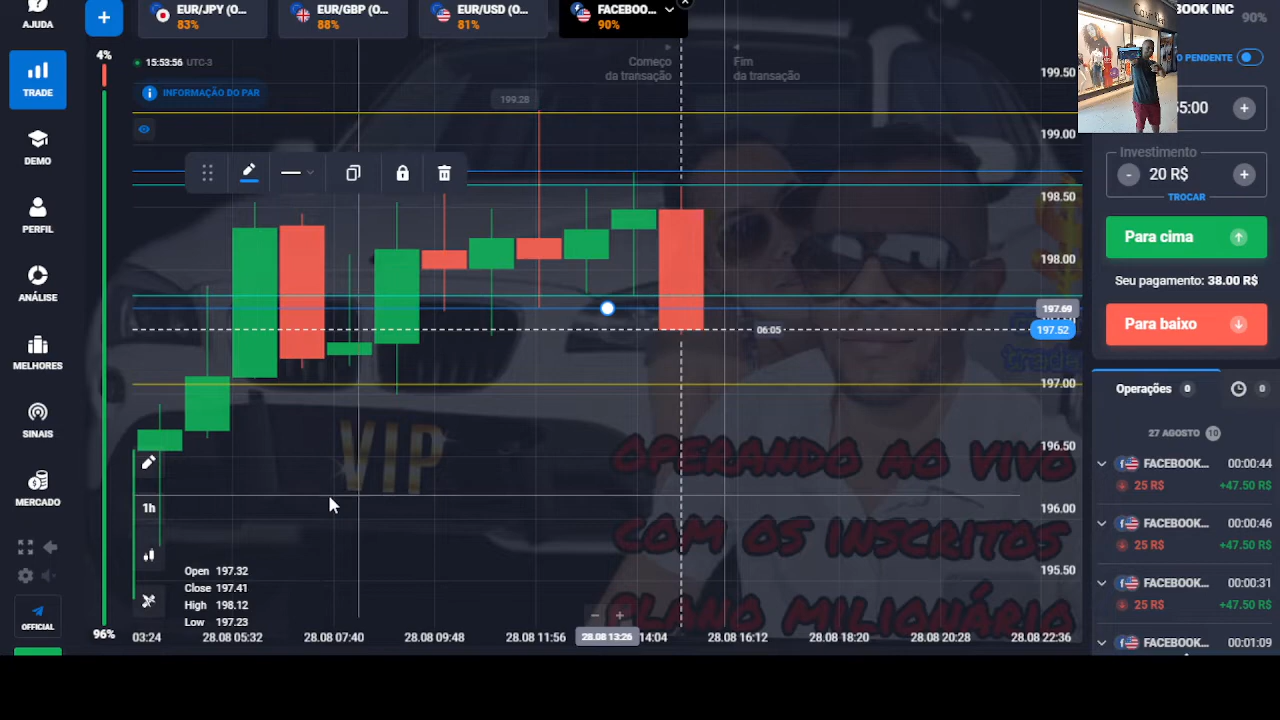 AJUDA
TRADE
DEMO
PERFIL
ANÁLISE
MELHORES
SINAIS
MERCADO
OFFICIAL
+
EUR/JPY (O...
83%
EUR/GBP (O...
88%
EUR/USD (O...
81%
FACEBOO...
90%
4%
96%
15:53:56 UTC-3
INFORMAÇÃO DO PAR
Começo
da transação
Fim
da transação
199.28
199.50
199.00
198.50
198.00
197.69
197.52
197.00
196.50
196.00
195.50
06:05
VIP
OPERANDO AO VIVO
COM OS INSCRITOS
PLANO MILIONÁRIO
1h
Open 197.32
Close 197.41
High 198.12
Low 197.23
03:24
28.08 05:32
28.08 07:40
28.08 09:48
28.08 11:56
28.08 13:26
14:04
28.08 16:12
28.08 18:20
28.08 20:28
28.08 22:36
BOOK INC
90%
O PENDENTE
55:00 +
Investimento
- 20 R$ +
TROCAR
Para cima
Seu pagamento: 38.00 R$
Para baixo
Operações 0
0
27 AGOSTO 10
FACEBOOK... 00:00:44
25 R$ +47.50 R$
FACEBOOK... 00:00:46
25 R$ +47.50 R$
FACEBOOK... 00:00:31
25 R$ +47.50 R$
FACEBOOK... 00:01:09